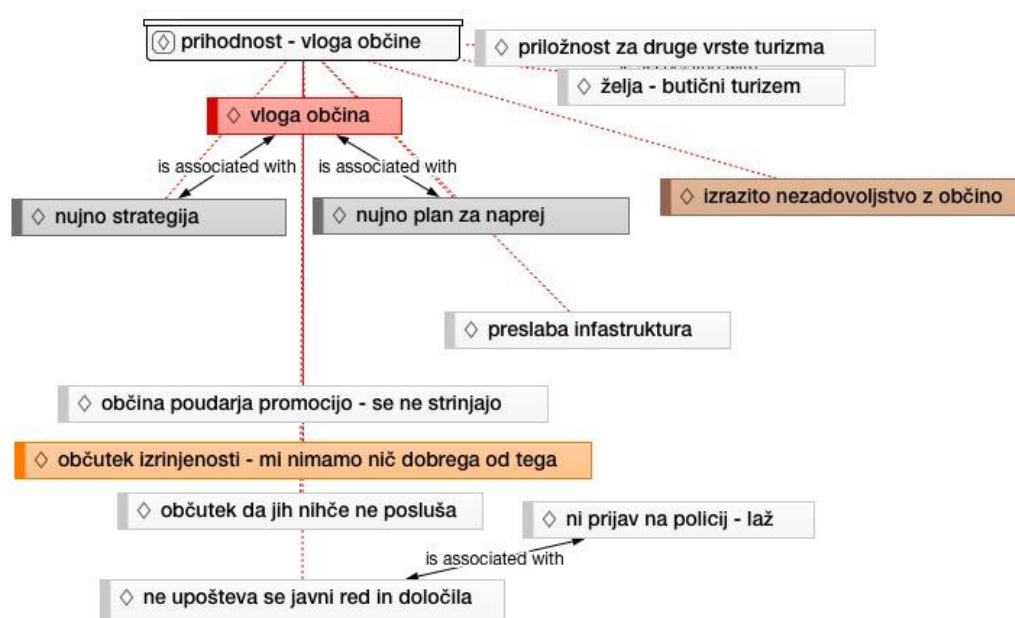 prihodnost - vloga občine
priložnost za druge vrste turizma
želja - butični turizem
vloga občina
is associated with
is associated with
izrazito nezadovoljstvo z občino
nujno strategija
nujno plan za naprej
preslaba infastruktura
občina poudarja promocijo - se ne strinjajo
občutek izrinjenosti - mi nimamo nič dobrega od tega
občutek da jih nihče ne posluša
ni prijav na policij - laž
is associated with
ne upošteva se javni red in določila